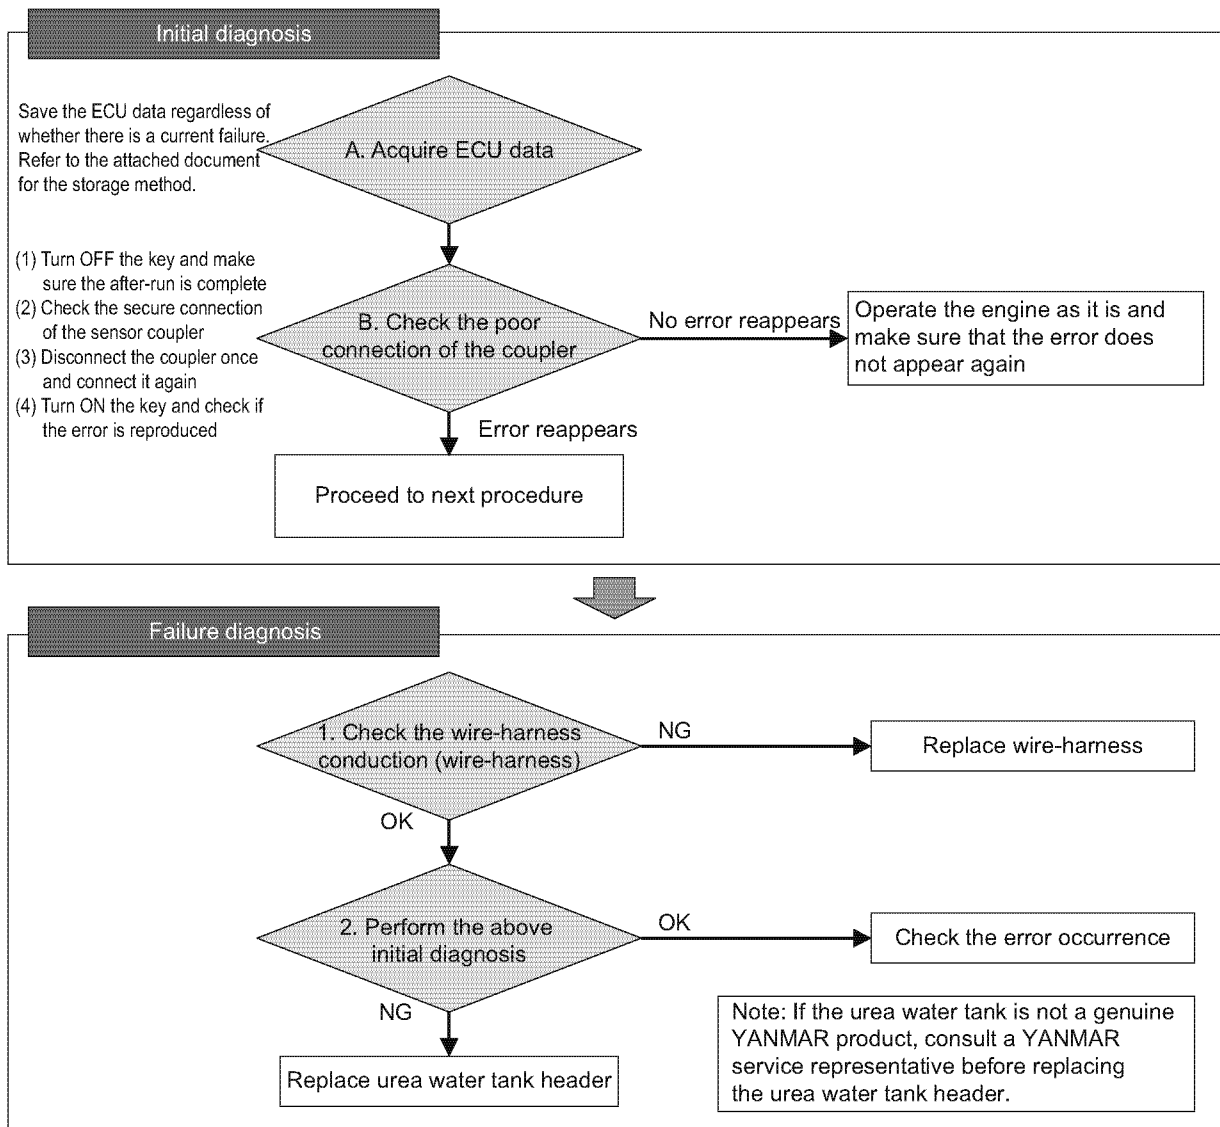 Initial diagnosis
Save the ECU data regardless of
whether there is a current failure.
Refer to the attached document
for the storage method.
A. Acquire ECU data
(1) Turn OFF the key and make
sure the after-run is complete
(2) Check the secure connection
of the sensor coupler
(3) Disconnect the coupler once
and connect it again
(4) Turn ON the key and check if
the error is reproduced
B. Check the poor
connection of the coupler
No error reappears
Operate the engine as it is and
make sure that the error does
not appear again
Error reappears
Proceed to next procedure
Failure diagnosis
1. Check the wire-harness
conduction (wire-harness)
NG
Replace wire-harness
OK
2. Perform the above
initial diagnosis
OK
Check the error occurrence
NG
Replace urea water tank header
Note: If the urea water tank is not a genuine
YANMAR product, consult a YANMAR
service representative before replacing
the urea water tank header.